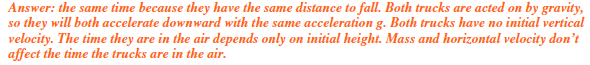 Answer: the same time because they have the same distance to fall. Both trucks are acted on by gravity,
so they will both accelerate downward with the same acceleration g. Both trucks have no initial vertical
velocity. The time they are in the air depends only on initial height. Mass and horizontal velocity don't
affect the time the trucks are in the air.